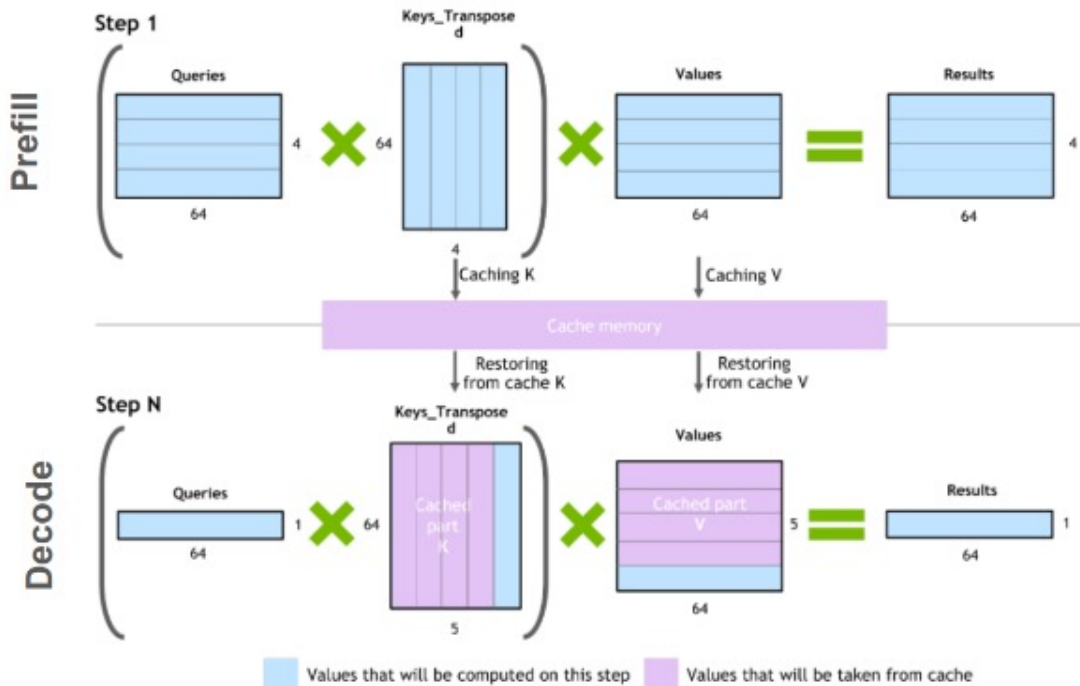 Prefill
Step 1
Keys_Transpose
d
Queries
Values
Results
4
64
4
64
4
64
64
Caching K
Caching V
Cache memory
Restoring
from cache K
Restoring
from cache V
Decode
Step N
Keys_Transpose
d
Queries
Values
Results
1
64
Cached
part
K
Cached part
V
5
1
64
64
5
64
Values that will be computed on this step
Values that will be taken from cache